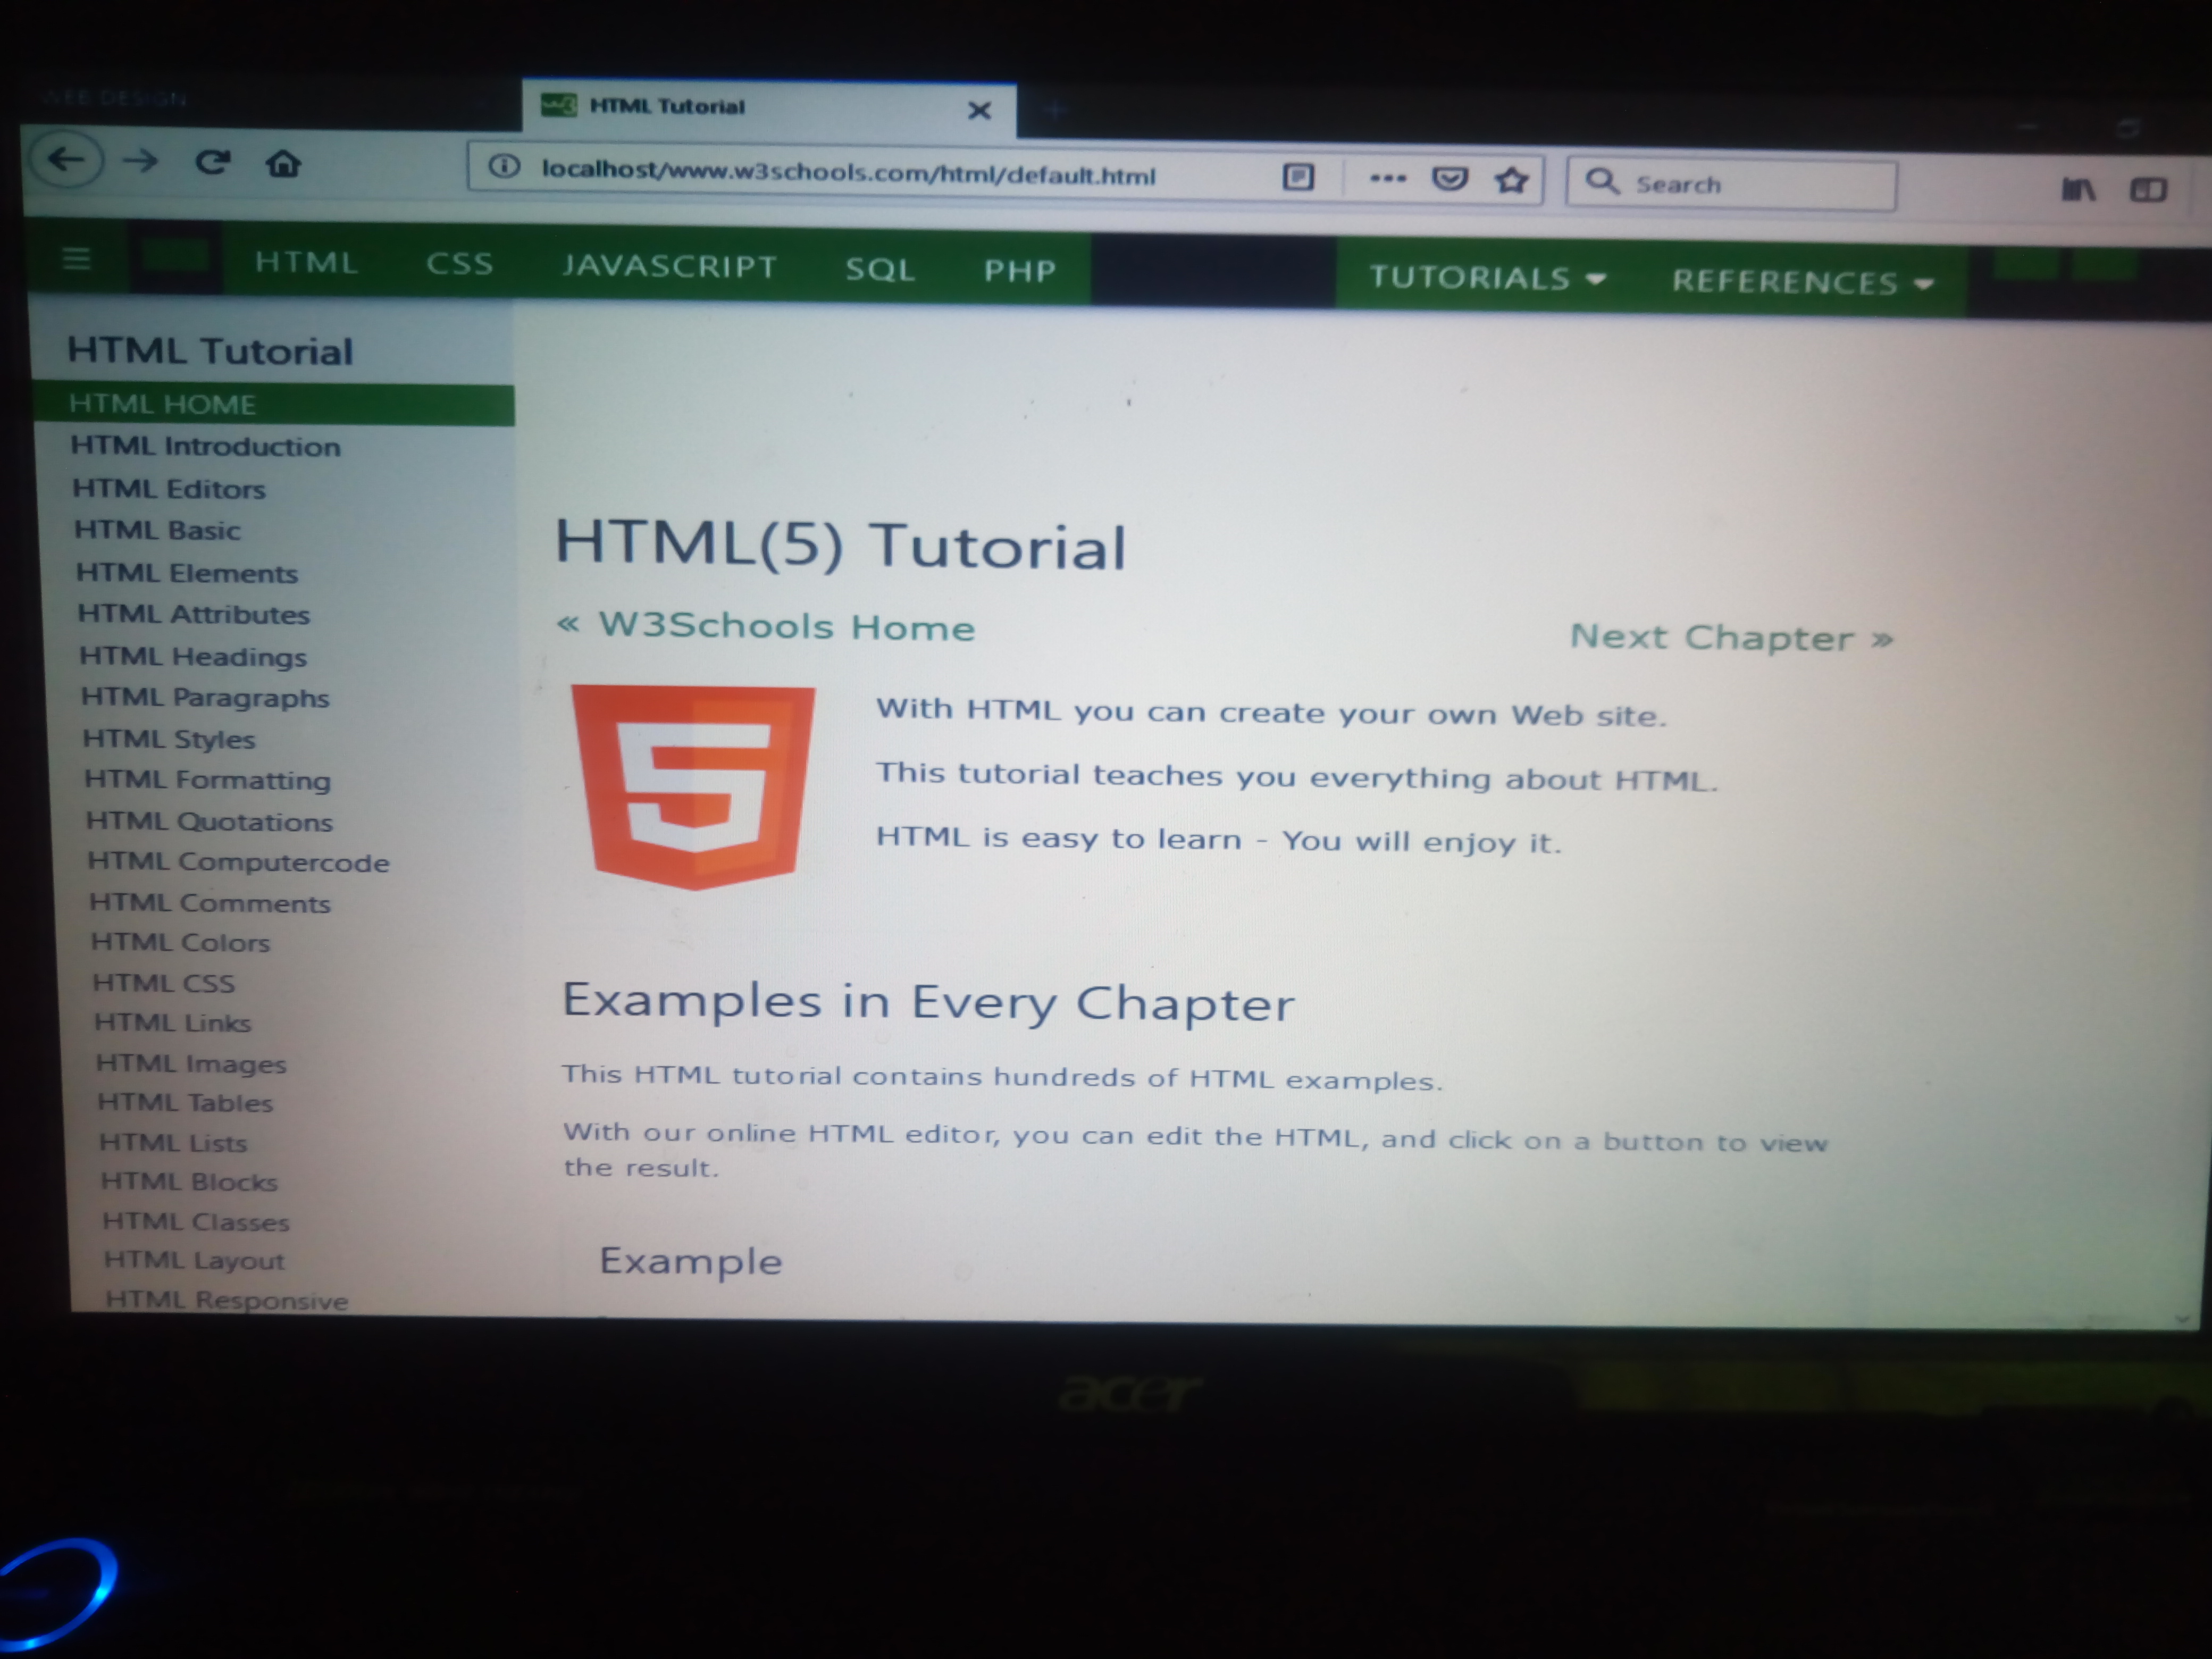 WEB DESIGN
HTML Tutorial
localhost/www.w3schools.com/html/default.html
Search
HTML CSS JAVASCRIPT SQL PHP TUTORIALS REFERENCES
HTML Tutorial
HTML HOME
HTML Introduction
HTML Editors
HTML Basic
HTML Elements
HTML Attributes
HTML Headings
HTML Paragraphs
HTML Styles
HTML Formatting
HTML Quotations
HTML Computercode
HTML Comments
HTML Colors
HTML CSS
HTML Links
HTML Images
HTML Tables
HTML Lists
HTML Blocks
HTML Classes
HTML Layout
HTML Responsive
HTML(5) Tutorial
« W3Schools Home
Next Chapter »
5
With HTML you can create your own Web site.
This tutorial teaches you everything about HTML.
HTML is easy to learn - You will enjoy it.
Examples in Every Chapter
This HTML tutorial contains hundreds of HTML examples.
With our online HTML editor, you can edit the HTML, and click on a button to view
the result.
Example
acer